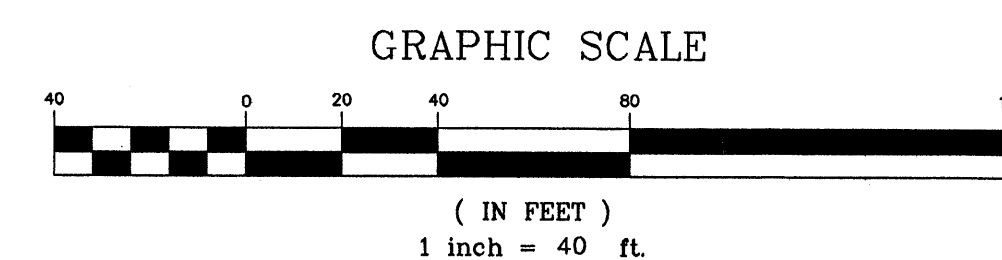 GRAPHIC SCALE
40 0 20 40 80
( IN FEET )
1 inch = 40 ft.